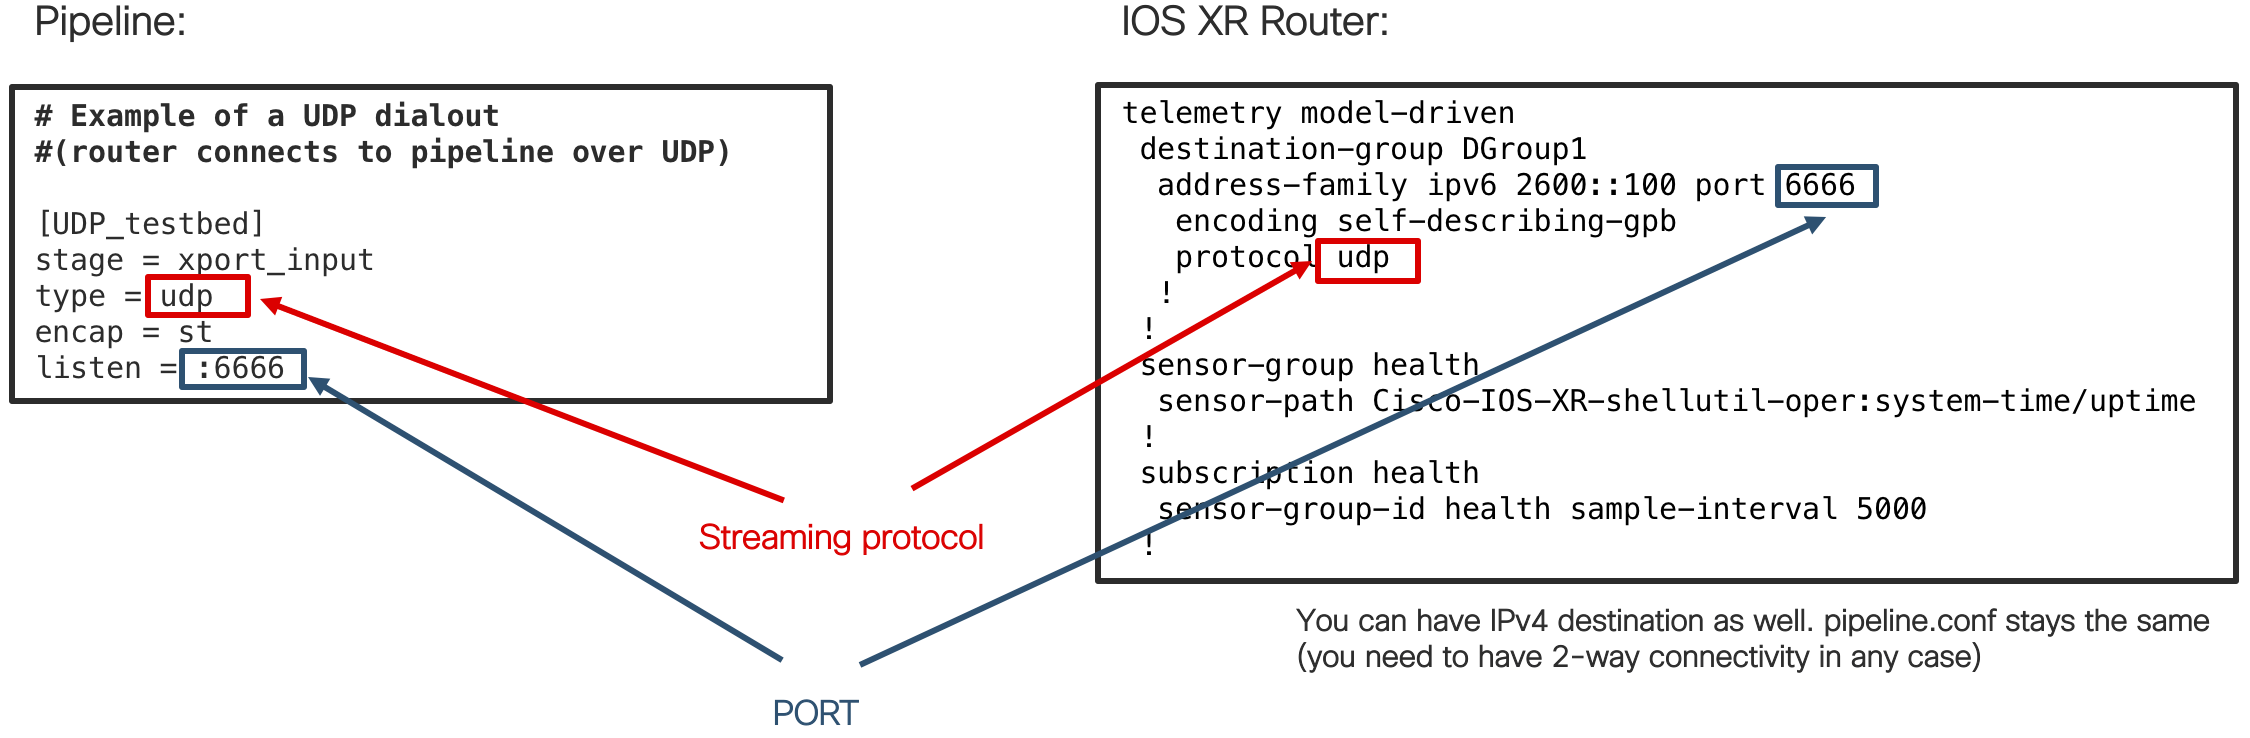 Pipeline:
# Example of a UDP dialout
#(router connects to pipeline over UDP)
[UDP_testbed]
stage = xport_input
type = udp
encap = st
listen = :6666
IOS XR Router:
telemetry model-driven
destination-group DGroup1
address-family ipv6 2600::100 port 6666
encoding self-describing-gpb
protocol udp
!
!
sensor-group health
sensor-path Cisco-IOS-XR-shellutil-oper:system-time/uptime
!
subscription health
sensor-group-id health sample-interval 5000
!
Streaming protocol
PORT
You can have IPv4 destination as well. pipeline.conf stays the same
(you need to have 2-way connectivity in any case)